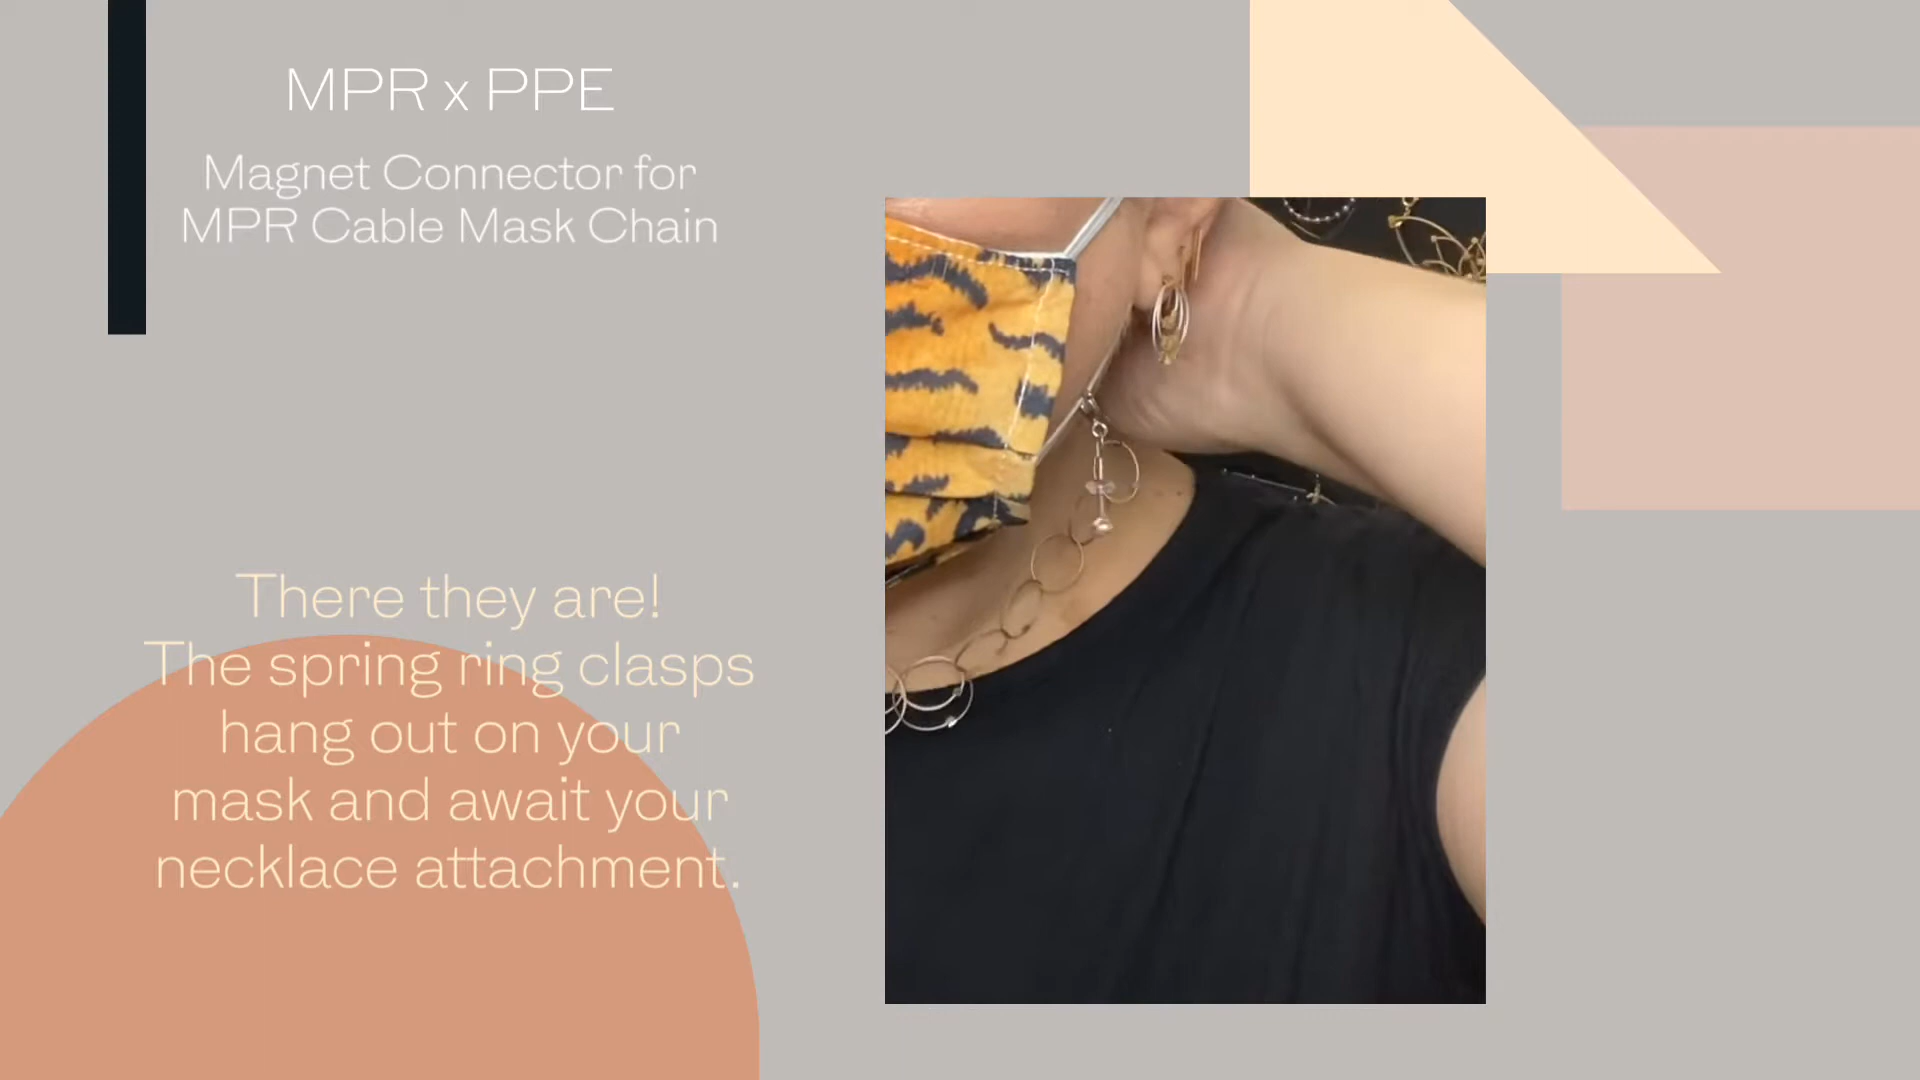 MPR x PPE
Magnet Connector for
MPR Cable Mask Chain
There they are!
The spring ring clasps
hang out on your
mask and await your
necklace attachment.